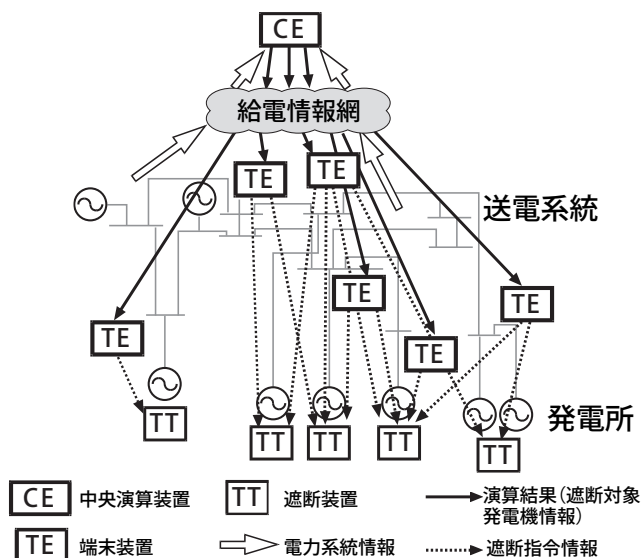 CE
給電情報網
TE
TE
送電系統
TE
TE
TE
TE
発電所
TT
TT
TT
TT
TT
CE 中央演算装置
TT 遮断装置
演算結果（遮断対象
発電機情報）
TE 端末装置
電力系統情報
遮断指令情報